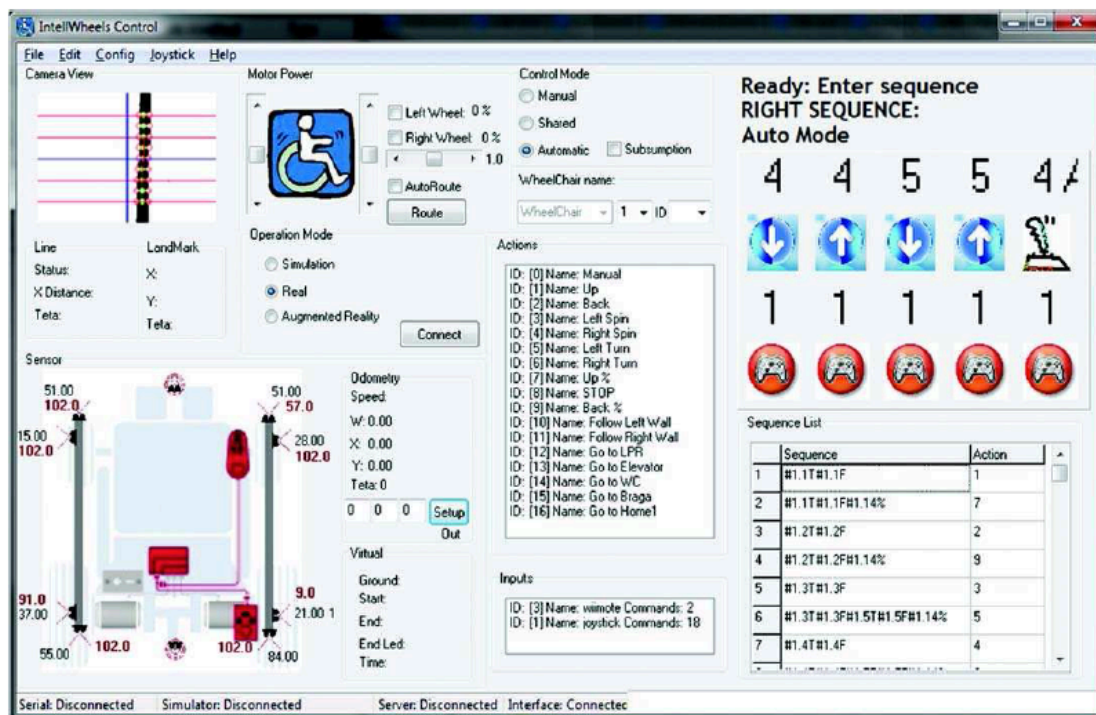 IntellWheels Control
File Edit Config Joystick Help
Camera View
Motor Power
Left Wheel: 0 %
Right Wheel: 0 %
1.0
AutoRoute
Route
Control Mode
Manual
Shared
Automatic Subsumption
WheelChair name:
WheelChair 1 ID
Ready: Enter sequence
RIGHT SEQUENCE:
Auto Mode
4 4 5 5 4
1 1 1 1 1
Line
Status:
X Distance:
Teta:
LandMark
X:
Y:
Teta:
Operation Mode
Simulation
Real
Augmented Reality
Connect
Actions
ID: [0] Name: Manual
ID: [1] Name: Up
ID: [2] Name: Back
ID: [3] Name: Left Spin
ID: [4] Name: Right Spin
ID: [5] Name: Left Turn
ID: [6] Name: Right Turn
ID: [7] Name: Up %
ID: [8] Name: STOP
ID: [9] Name: Back %
ID: [10] Name: Follow Left Wall
ID: [11] Name: Follow Right Wall
ID: [12] Name: Go to LPR
ID: [13] Name: Go to Elevator
ID: [14] Name: Go to WC
ID: [15] Name: Go to Braga
ID: [16] Name: Go to Home1
Sensor
51.00 51.00
102.0 57.0
15.00 28.00
102.0 102.0
91.0 9.0
37.00 21.00 1
102.0 102.0
55.00 84.00
Odometry
Speed:
W: 0.00
X: 0.00
Y: 0.00
Teta: 0
0 0 0 Setup
Out
Virtual
Ground:
Start:
End:
End Led:
Time:
Inputs
ID: [3] Name: wiimote Commands: 2
ID: [1] Name: joystick Commands: 18
Sequence List
Sequence Action
1 #1.1T#1.1F 1
2 #1.1T#1.1F#1.14% 7
3 #1.2T#1.2F 2
4 #1.2T#1.2F#1.14% 9
5 #1.3T#1.3F 3
6 #1.3T#1.3F#1.5T#1.5F#1.14% 5
7 #1.4T#1.4F 4
Serial: Disconnected Simulator: Disconnected Server: Disconnected Interface: Connected